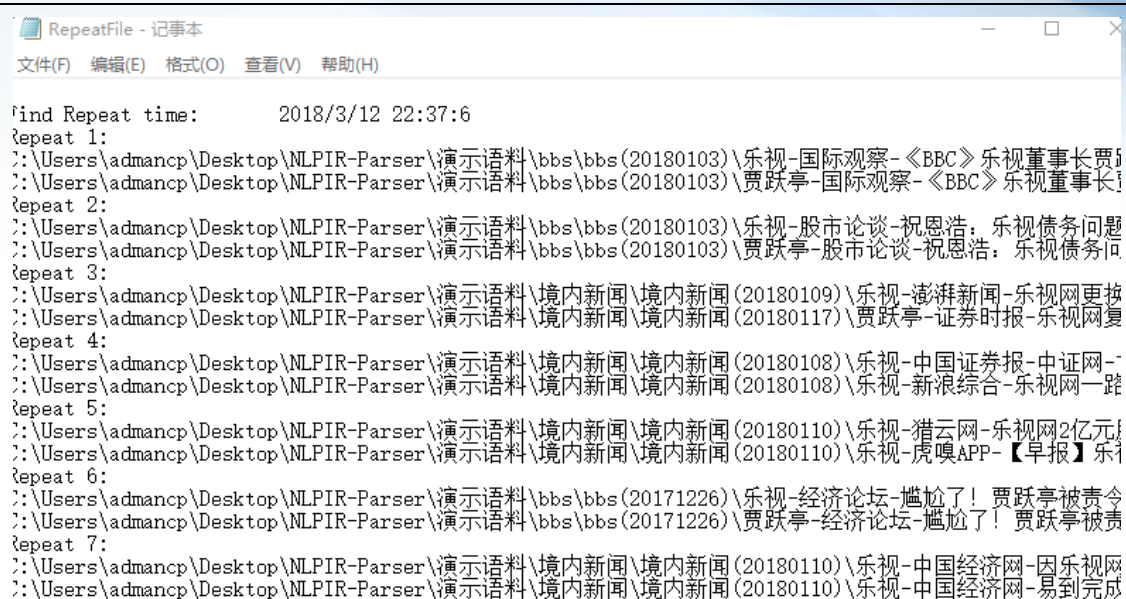 RepeatFile - 记事本
文件(F) 编辑(E) 格式(O) 查看(V) 帮助(H)
Find Repeat time: 2018/3/12 22:37:6
Repeat 1:
C:\Users\admancp\Desktop\NLPIR-Parser\演示语料\bbs\bbs(20180103)\乐视-国际观察-《BBC》乐视董事长贾跃
C:\Users\admancp\Desktop\NLPIR-Parser\演示语料\bbs\bbs(20180103)\贾跃亭-国际观察-《BBC》乐视董事长
Repeat 2:
C:\Users\admancp\Desktop\NLPIR-Parser\演示语料\bbs\bbs(20180103)\乐视-股市论谈-祝恩浩：乐视债务问题
C:\Users\admancp\Desktop\NLPIR-Parser\演示语料\bbs\bbs(20180103)\贾跃亭-股市论谈-祝恩浩：乐视债务问
Repeat 3:
C:\Users\admancp\Desktop\NLPIR-Parser\演示语料\境内新闻\境内新闻(20180109)\乐视-澎湃新闻-乐视网更换
C:\Users\admancp\Desktop\NLPIR-Parser\演示语料\境内新闻\境内新闻(20180117)\贾跃亭-证券时报-乐视网复
Repeat 4:
C:\Users\admancp\Desktop\NLPIR-Parser\演示语料\境内新闻\境内新闻(20180108)\乐视-中国证券报-中证网-
C:\Users\admancp\Desktop\NLPIR-Parser\演示语料\境内新闻\境内新闻(20180108)\乐视-新浪综合-乐视网一路
Repeat 5:
C:\Users\admancp\Desktop\NLPIR-Parser\演示语料\境内新闻\境内新闻(20180110)\乐视-猎云网-乐视网2亿元
C:\Users\admancp\Desktop\NLPIR-Parser\演示语料\境内新闻\境内新闻(20180110)\乐视-虎嗅APP-【早报】乐视
Repeat 6:
C:\Users\admancp\Desktop\NLPIR-Parser\演示语料\bbs\bbs(20171226)\乐视-经济论坛-尴尬了！贾跃亭被责令
C:\Users\admancp\Desktop\NLPIR-Parser\演示语料\bbs\bbs(20171226)\贾跃亭-经济论坛-尴尬了！贾跃亭被责
Repeat 7:
C:\Users\admancp\Desktop\NLPIR-Parser\演示语料\境内新闻\境内新闻(20180110)\乐视-中国经济网-因乐视网
C:\Users\admancp\Desktop\NLPIR-Parser\演示语料\境内新闻\境内新闻(20180110)\乐视-中国经济网-易到完成